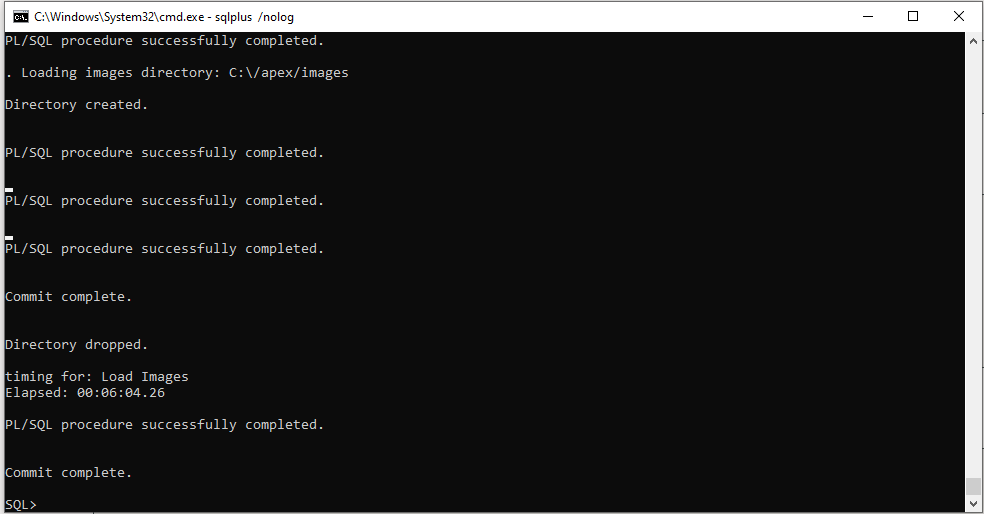 C:\Windows\System32\cmd.exe - sqlplus /nolog
PL/SQL procedure successfully completed.
. Loading images directory: C:\/apex/images
Directory created.
PL/SQL procedure successfully completed.
PL/SQL procedure successfully completed.
PL/SQL procedure successfully completed.
Commit complete.
Directory dropped.
timing for: Load Images
Elapsed: 00:06:04.26
PL/SQL procedure successfully completed.
Commit complete.
SQL>